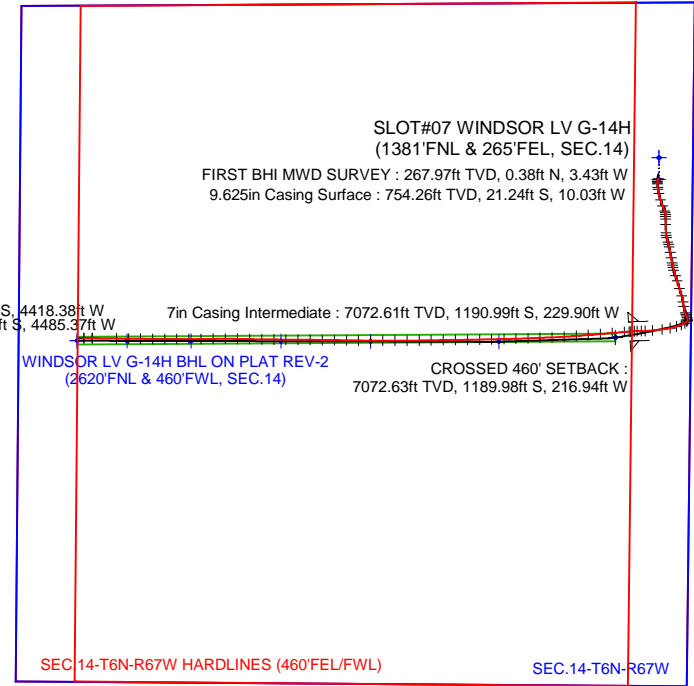 SLOT#07 WINDSOR LV G-14H
(1381'FNL & 265'FEL, SEC.14)
FIRST BHI MWD SURVEY : 267.97ft TVD, 0.38ft N, 3.43ft W
9.625in Casing Surface : 754.26ft TVD, 21.24ft S, 10.03ft W
S, 4418.38ft W
ft S, 4485.37ft W
7in Casing Intermediate : 7072.61ft TVD, 1190.99ft S, 229.90ft W
WINDSOR LV G-14H BHL ON PLAT REV-2
(2620'FNL & 460'FWL, SEC.14)
CROSSED 460' SETBACK :
7072.63ft TVD, 1189.98ft S, 216.94ft W
SEC.14-T6N-R67W HARDLINES (460'FEL/FWL)
SEC.14-T6N-R67W